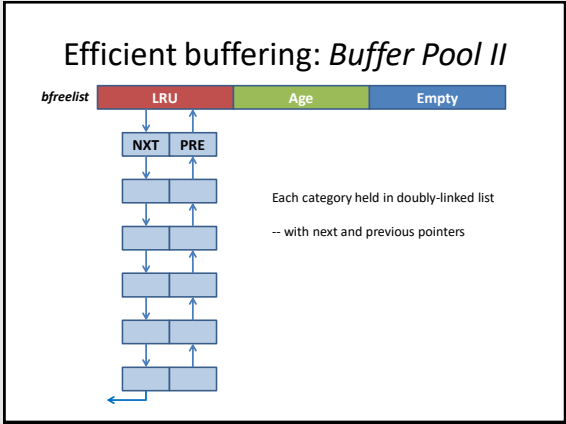 Efficient buffering: Buffer Pool II
bfreelist LRU Age Empty
NXT PRE
Each category held in doubly-linked list
-- with next and previous pointers